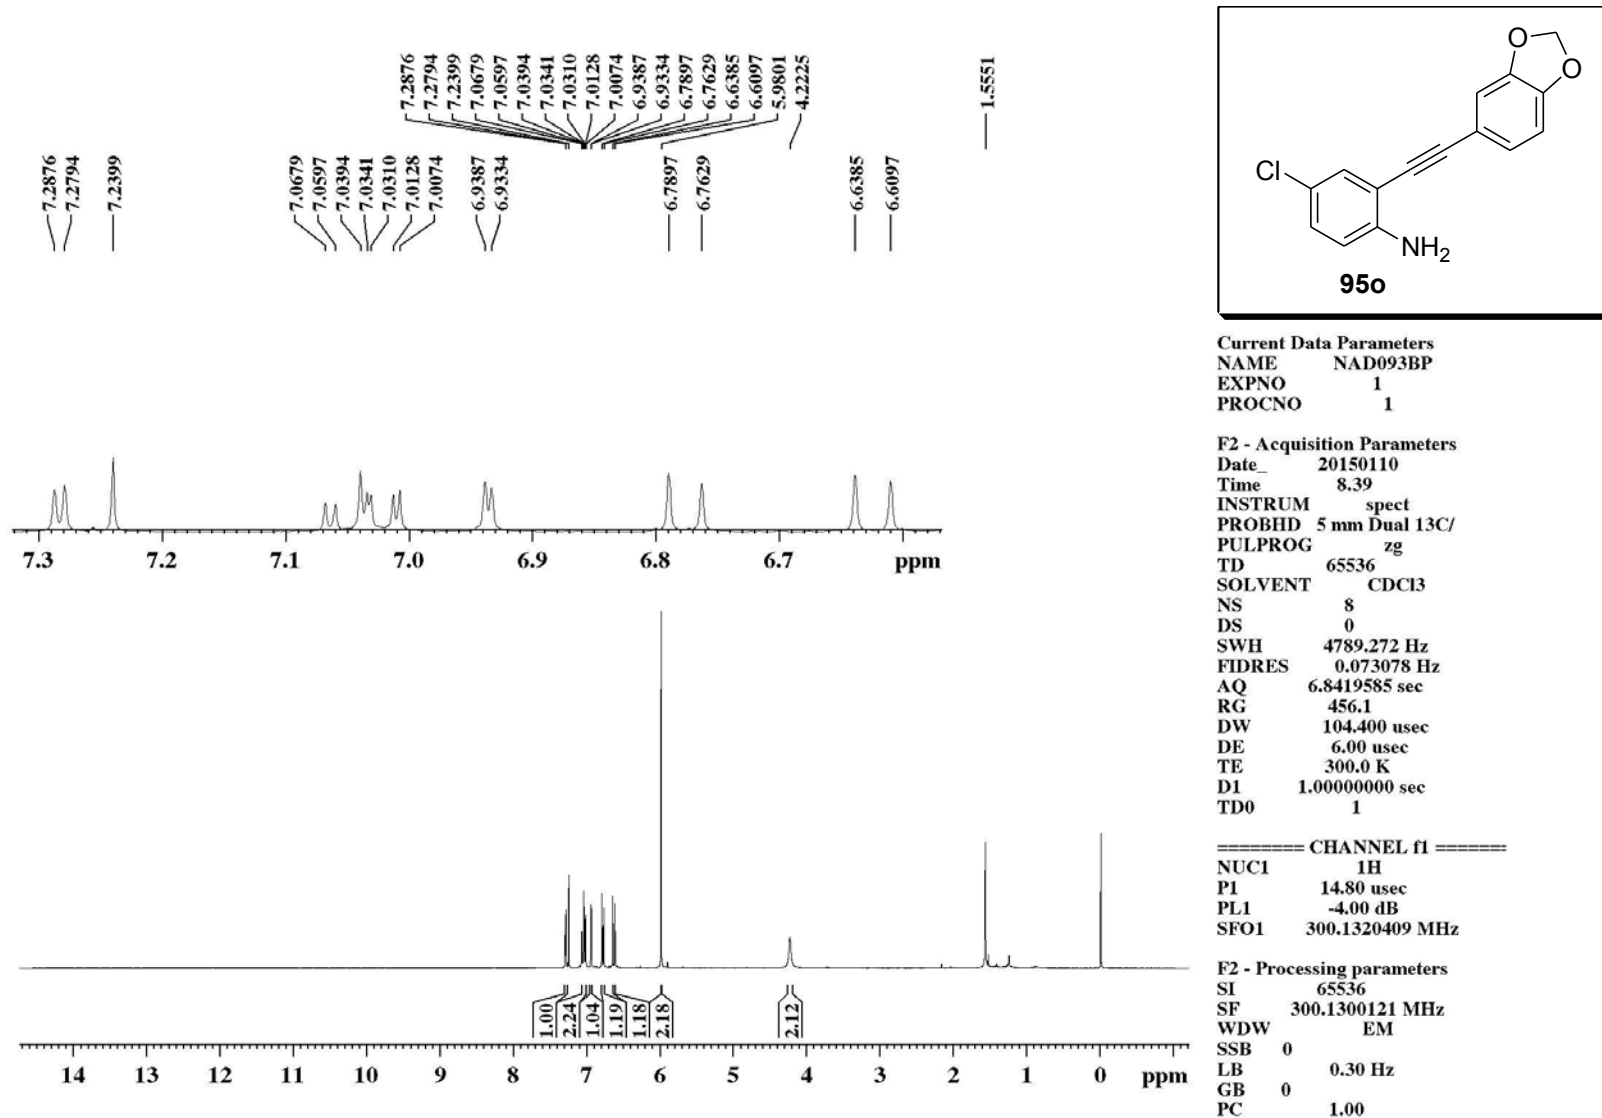 7.2876
7.2794
7.2399
7.0679
7.0597
7.0394
7.0341
7.0310
7.0128
7.0074
6.9387
6.9334
6.7897
6.7629
6.6385
6.6097
5.9801
4.2225
1.5551
7.2876
7.2794
7.2399
7.0679
7.0597
7.0394
7.0341
7.0310
7.0128
7.0074
6.9387
6.9334
6.7897
6.7629
6.6385
6.6097
7.3 7.2 7.1 7.0 6.9 6.8 6.7 ppm
1.00
2.24
1.04
1.19
1.18
2.18
2.12
14 13 12 11 10 9 8 7 6 5 4 3 2 1 0 ppm
O
O
Cl
NH2
95o
Current Data Parameters
NAME NAD093BP
EXPNO 1
PROCNO 1
F2 - Acquisition Parameters
Date_ 20150110
Time 8.39
INSTRUM spect
PROBHD 5 mm Dual 13C/
PULPROG zg
TD 65536
SOLVENT CDCl3
NS 8
DS 0
SWH 4789.272 Hz
FIDRES 0.073078 Hz
AQ 6.8419585 sec
RG 456.1
DW 104.400 usec
DE 6.00 usec
TE 300.0 K
D1 1.00000000 sec
TD0 1
======== CHANNEL f1 =======
NUC1 1H
P1 14.80 usec
PL1 -4.00 dB
SFO1 300.1320409 MHz
F2 - Processing parameters
SI 65536
SF 300.1300121 MHz
WDW EM
SSB 0
LB 0.30 Hz
GB 0
PC 1.00